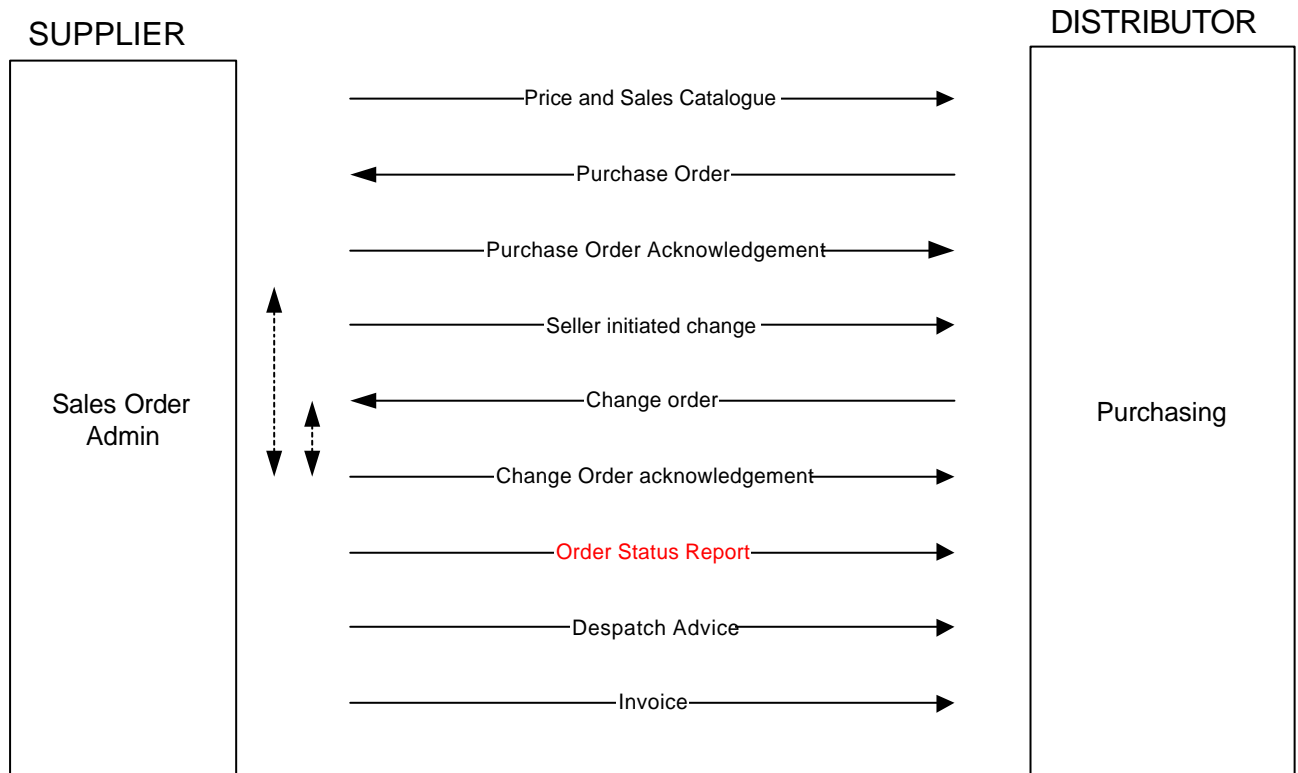 SUPPLIER
DISTRIBUTOR
Price and Sales Catalogue
Purchase Order
Purchase Order Acknowledgement
Seller initiated change
Change order
Sales Order
Admin
Purchasing
Change Order acknowledgement
Order Status Report
Despatch Advice
Invoice